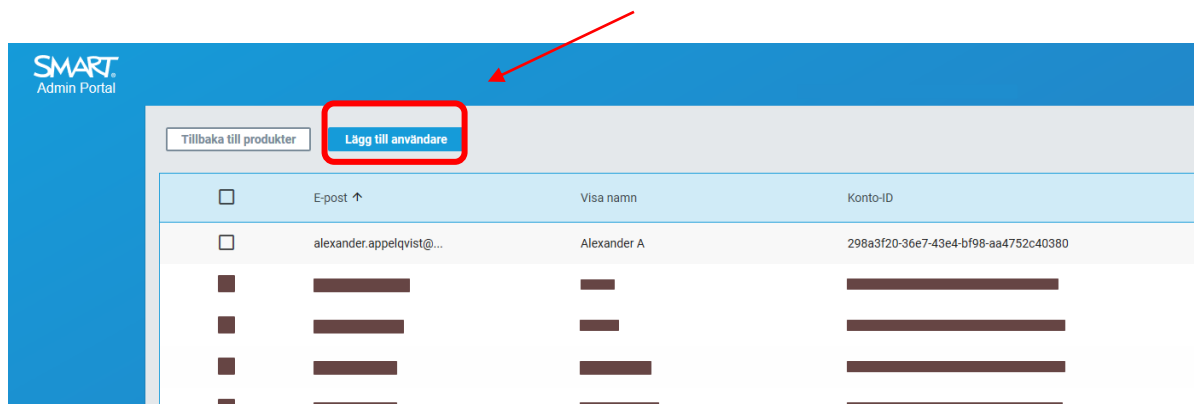 SMART
Admin Portal
Tillbaka till produkter Lägg till användare
E-post ↑ Visa namn Konto-ID
alexander.appelqvist@... Alexander A 298a3f20-36e7-43e4-bf98-aa4752c40380